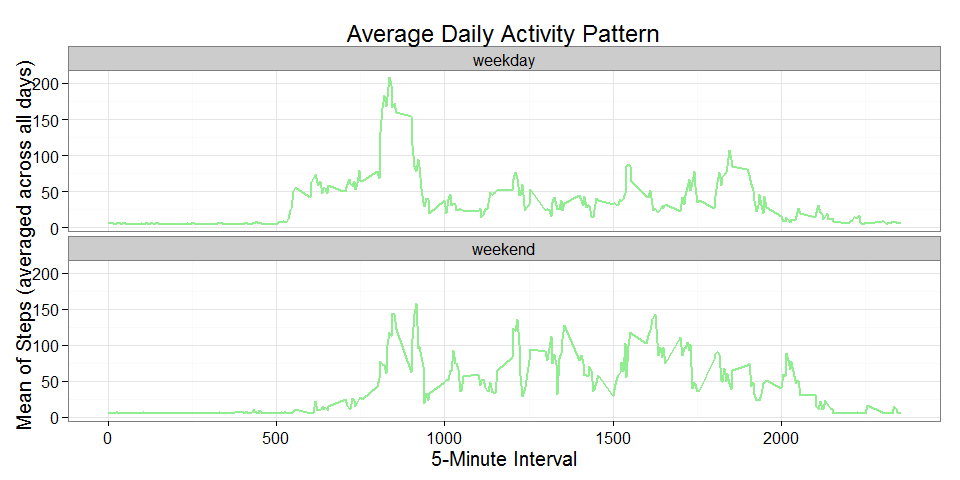 Average Daily Activity Pattern
weekday
200
150
100
50
0
weekend
200
150
100
50
0
Mean of Steps (averaged across all days)
0 500 1000 1500 2000
5-Minute Interval